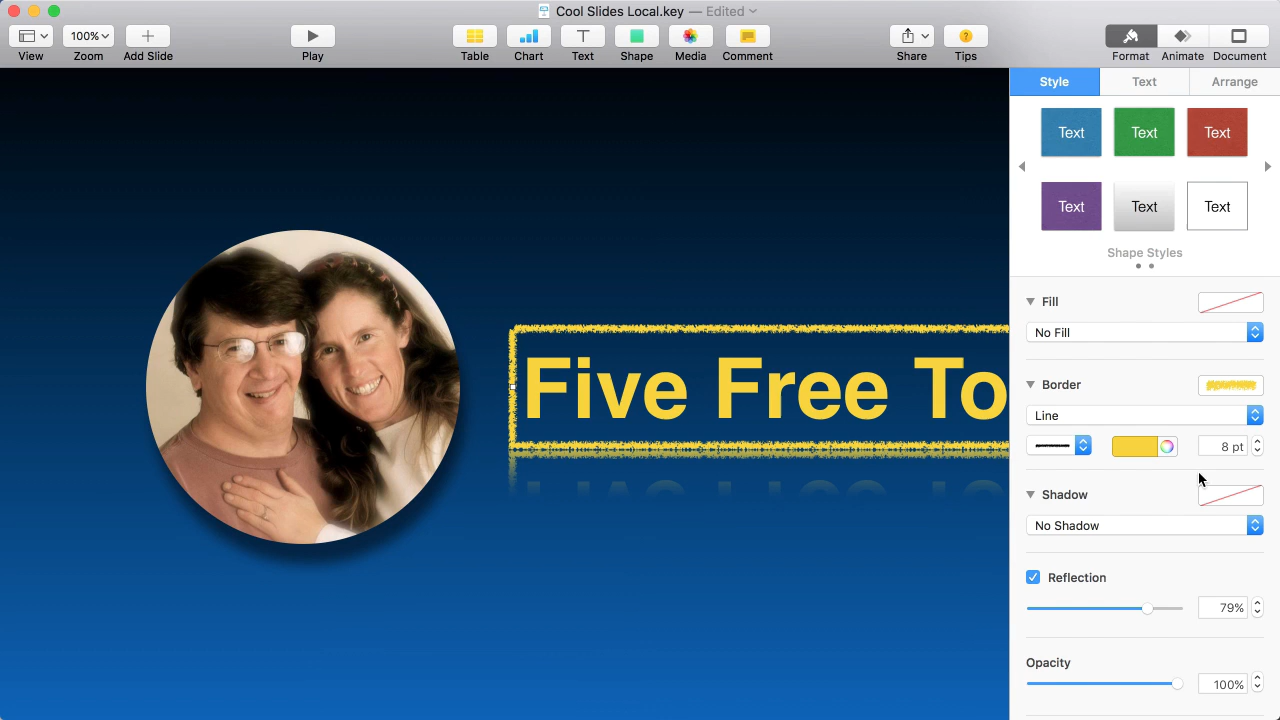 Cool Slides Local.key — Edited
100%
View Zoom Add Slide Play Table Chart Text Shape Media Comment Share Tips Format Animate Document
Style Text Arrange
Text Text Text
Text Text Text
Shape Styles
Fill
No Fill
Five Free To
Border
Line
8 pt
Shadow
No Shadow
Reflection
79%
Opacity
100%